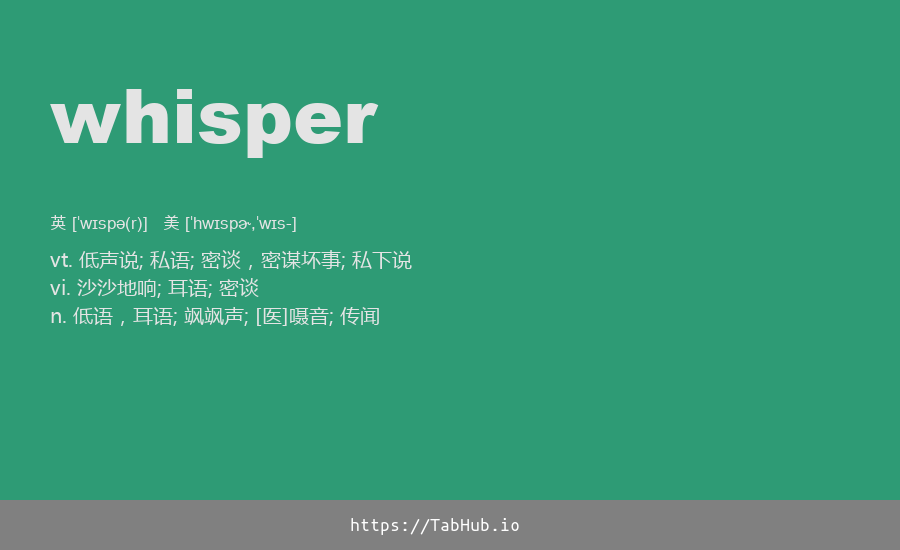 whisper
英 [ˈwɪspə(r)] 美 [ˈhwɪspɚ,ˈwɪs-]
vt. 低声说; 私语; 密谈，密谋坏事; 私下说
vi. 沙沙地响; 耳语; 密谈
n. 低语，耳语; 飒飒声; [医]嗫音; 传闻
https://TabHub.io